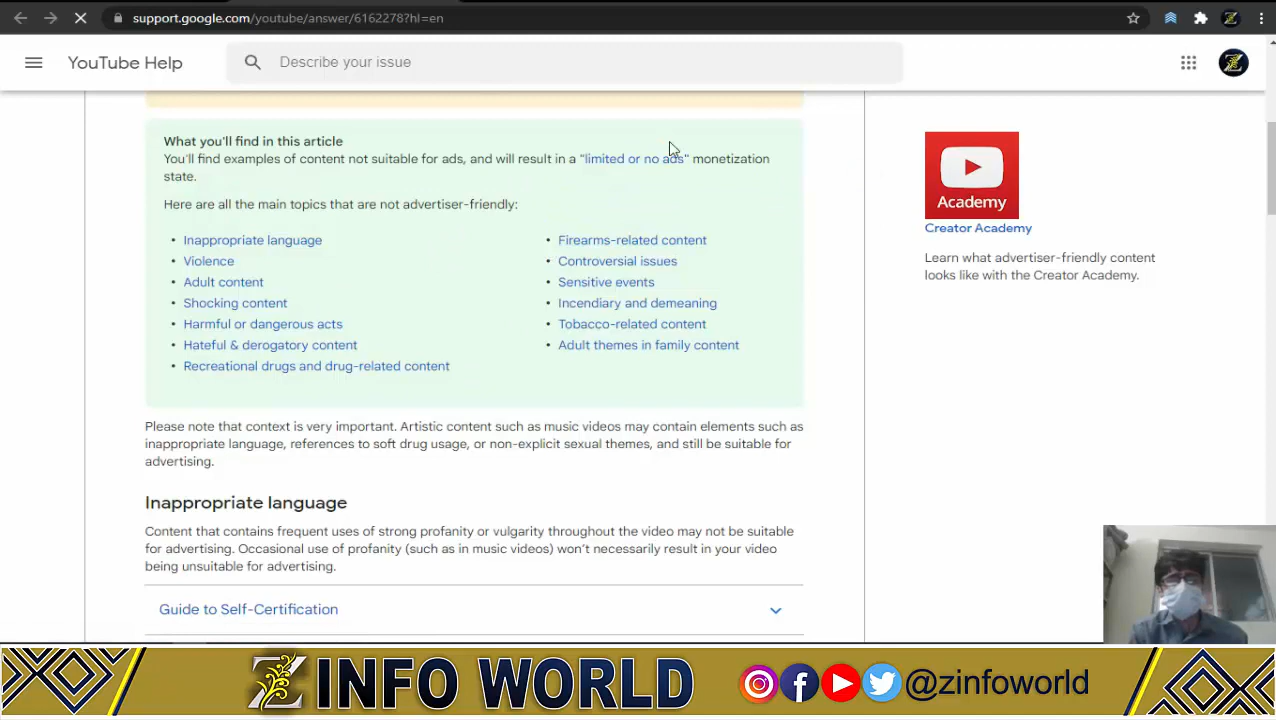 support.google.com/youtube/answer/6162278?hl=en
YouTube Help
Describe your issue
What you'll find in this article
You'll find examples of content not suitable for ads, and will result in a "limited or no ads" monetization
state.
Here are all the main topics that are not advertiser-friendly:
• Inappropriate language
• Violence
• Adult content
• Shocking content
• Harmful or dangerous acts
• Hateful & derogatory content
• Recreational drugs and drug-related content
• Firearms-related content
• Controversial issues
• Sensitive events
• Incendiary and demeaning
• Tobacco-related content
• Adult themes in family content
Please note that context is very important. Artistic content such as music videos may contain elements such as
inappropriate language, references to soft drug usage, or non-explicit sexual themes, and still be suitable for
advertising.
Inappropriate language
Content that contains frequent uses of strong profanity or vulgarity throughout the video may not be suitable
for advertising. Occasional use of profanity (such as in music videos) won't necessarily result in your video
being unsuitable for advertising.
Guide to Self-Certification
Academy
Creator Academy
Learn what advertiser-friendly content
looks like with the Creator Academy.
Z INFO WORLD
@zinfoworld